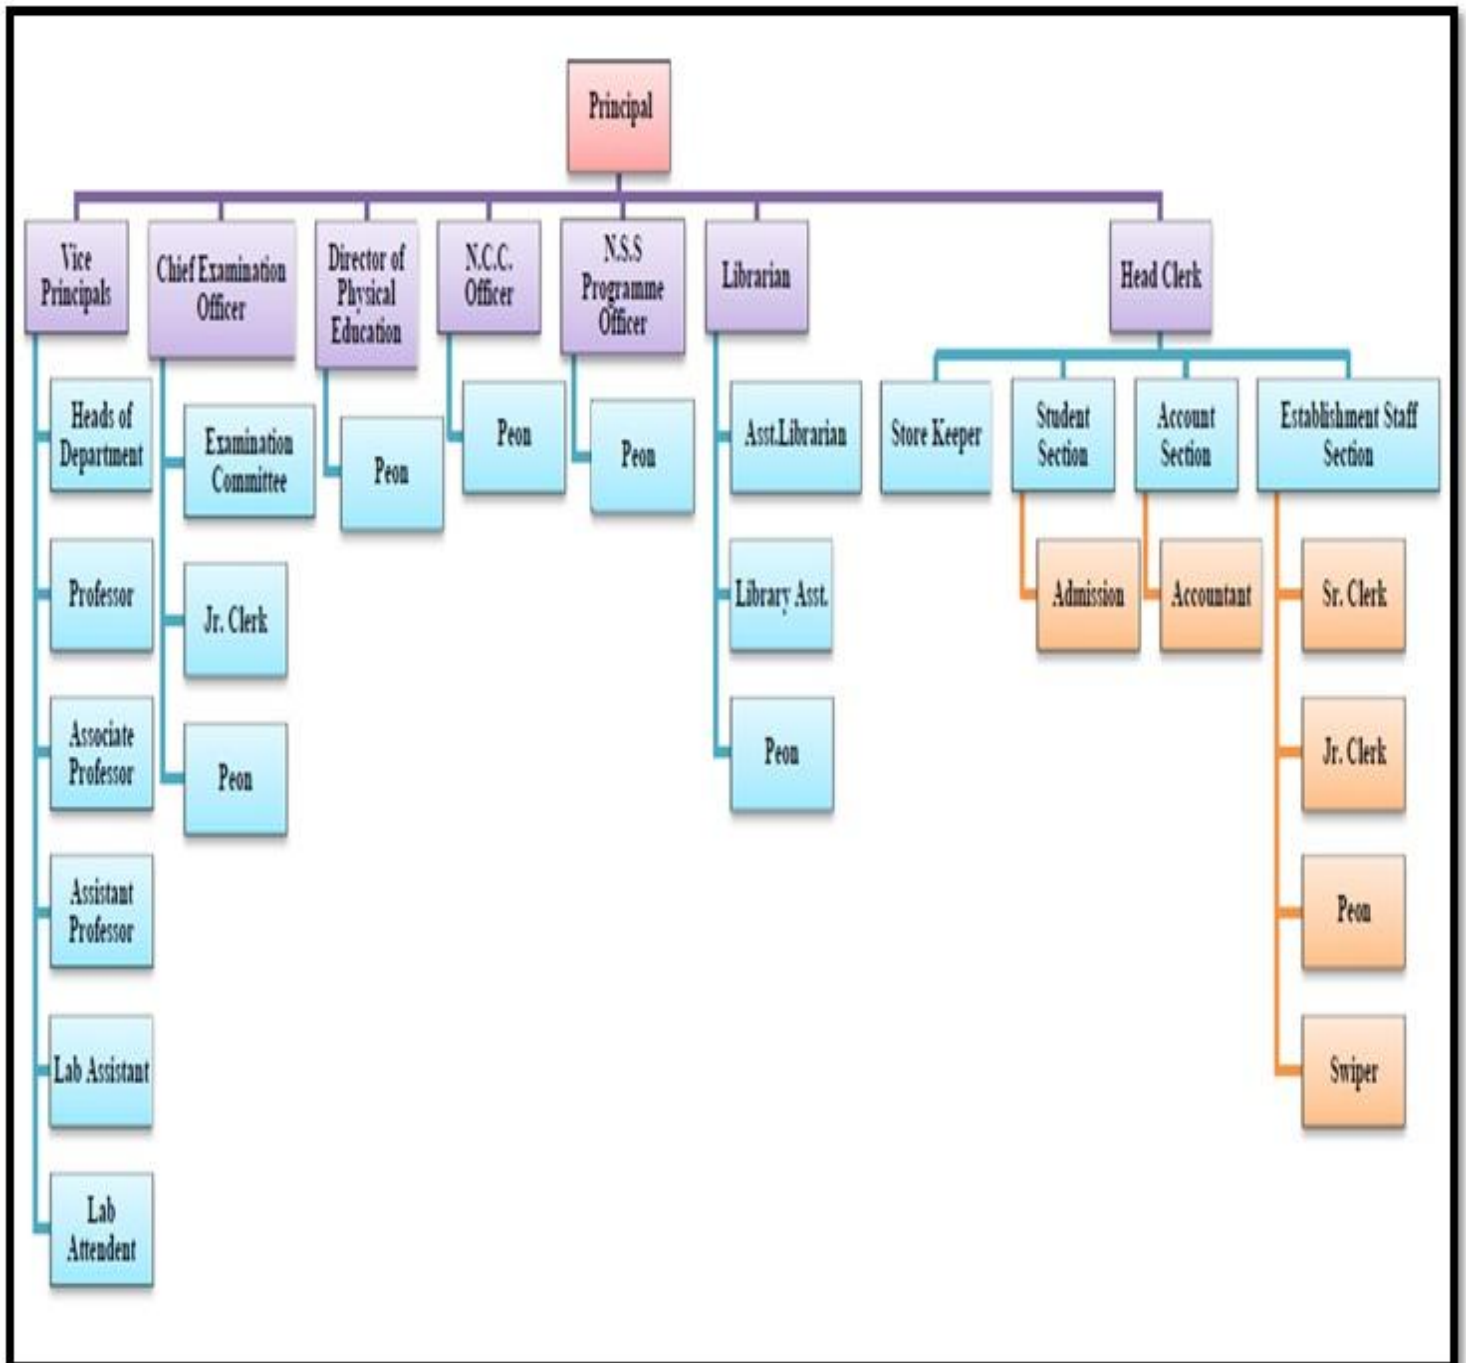 Principal
Vice
Principals
Chief Examination
Officer
Director of
Physical
Education
N.C.C.
Officer
N.S.S
Programme
Officer
Librarian
Head Clerk
Heads of
Department
Professor
Associate
Professor
Assistant
Professor
Lab Assistant
Lab
Attendent
Examination
Committee
Jr. Clerk
Peon
Peon
Peon
Peon
Asst.Librarian
Library Asst.
Peon
Store Keeper
Student
Section
Admission
Account
Section
Accountant
Establishment Staff
Section
Sr. Clerk
Jr. Clerk
Peon
Swiper